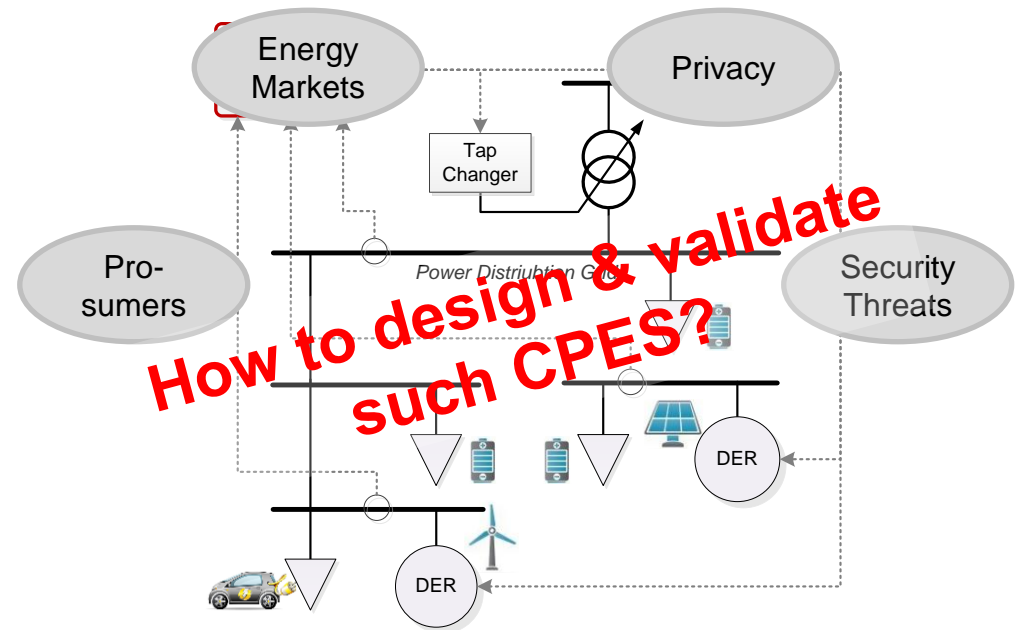 Energy
Markets
Privacy
Tap
Changer
Pro-
sumers
Power Distriubtion Grid
Security
Threats
How to design & validate
such CPES?
DER
DER